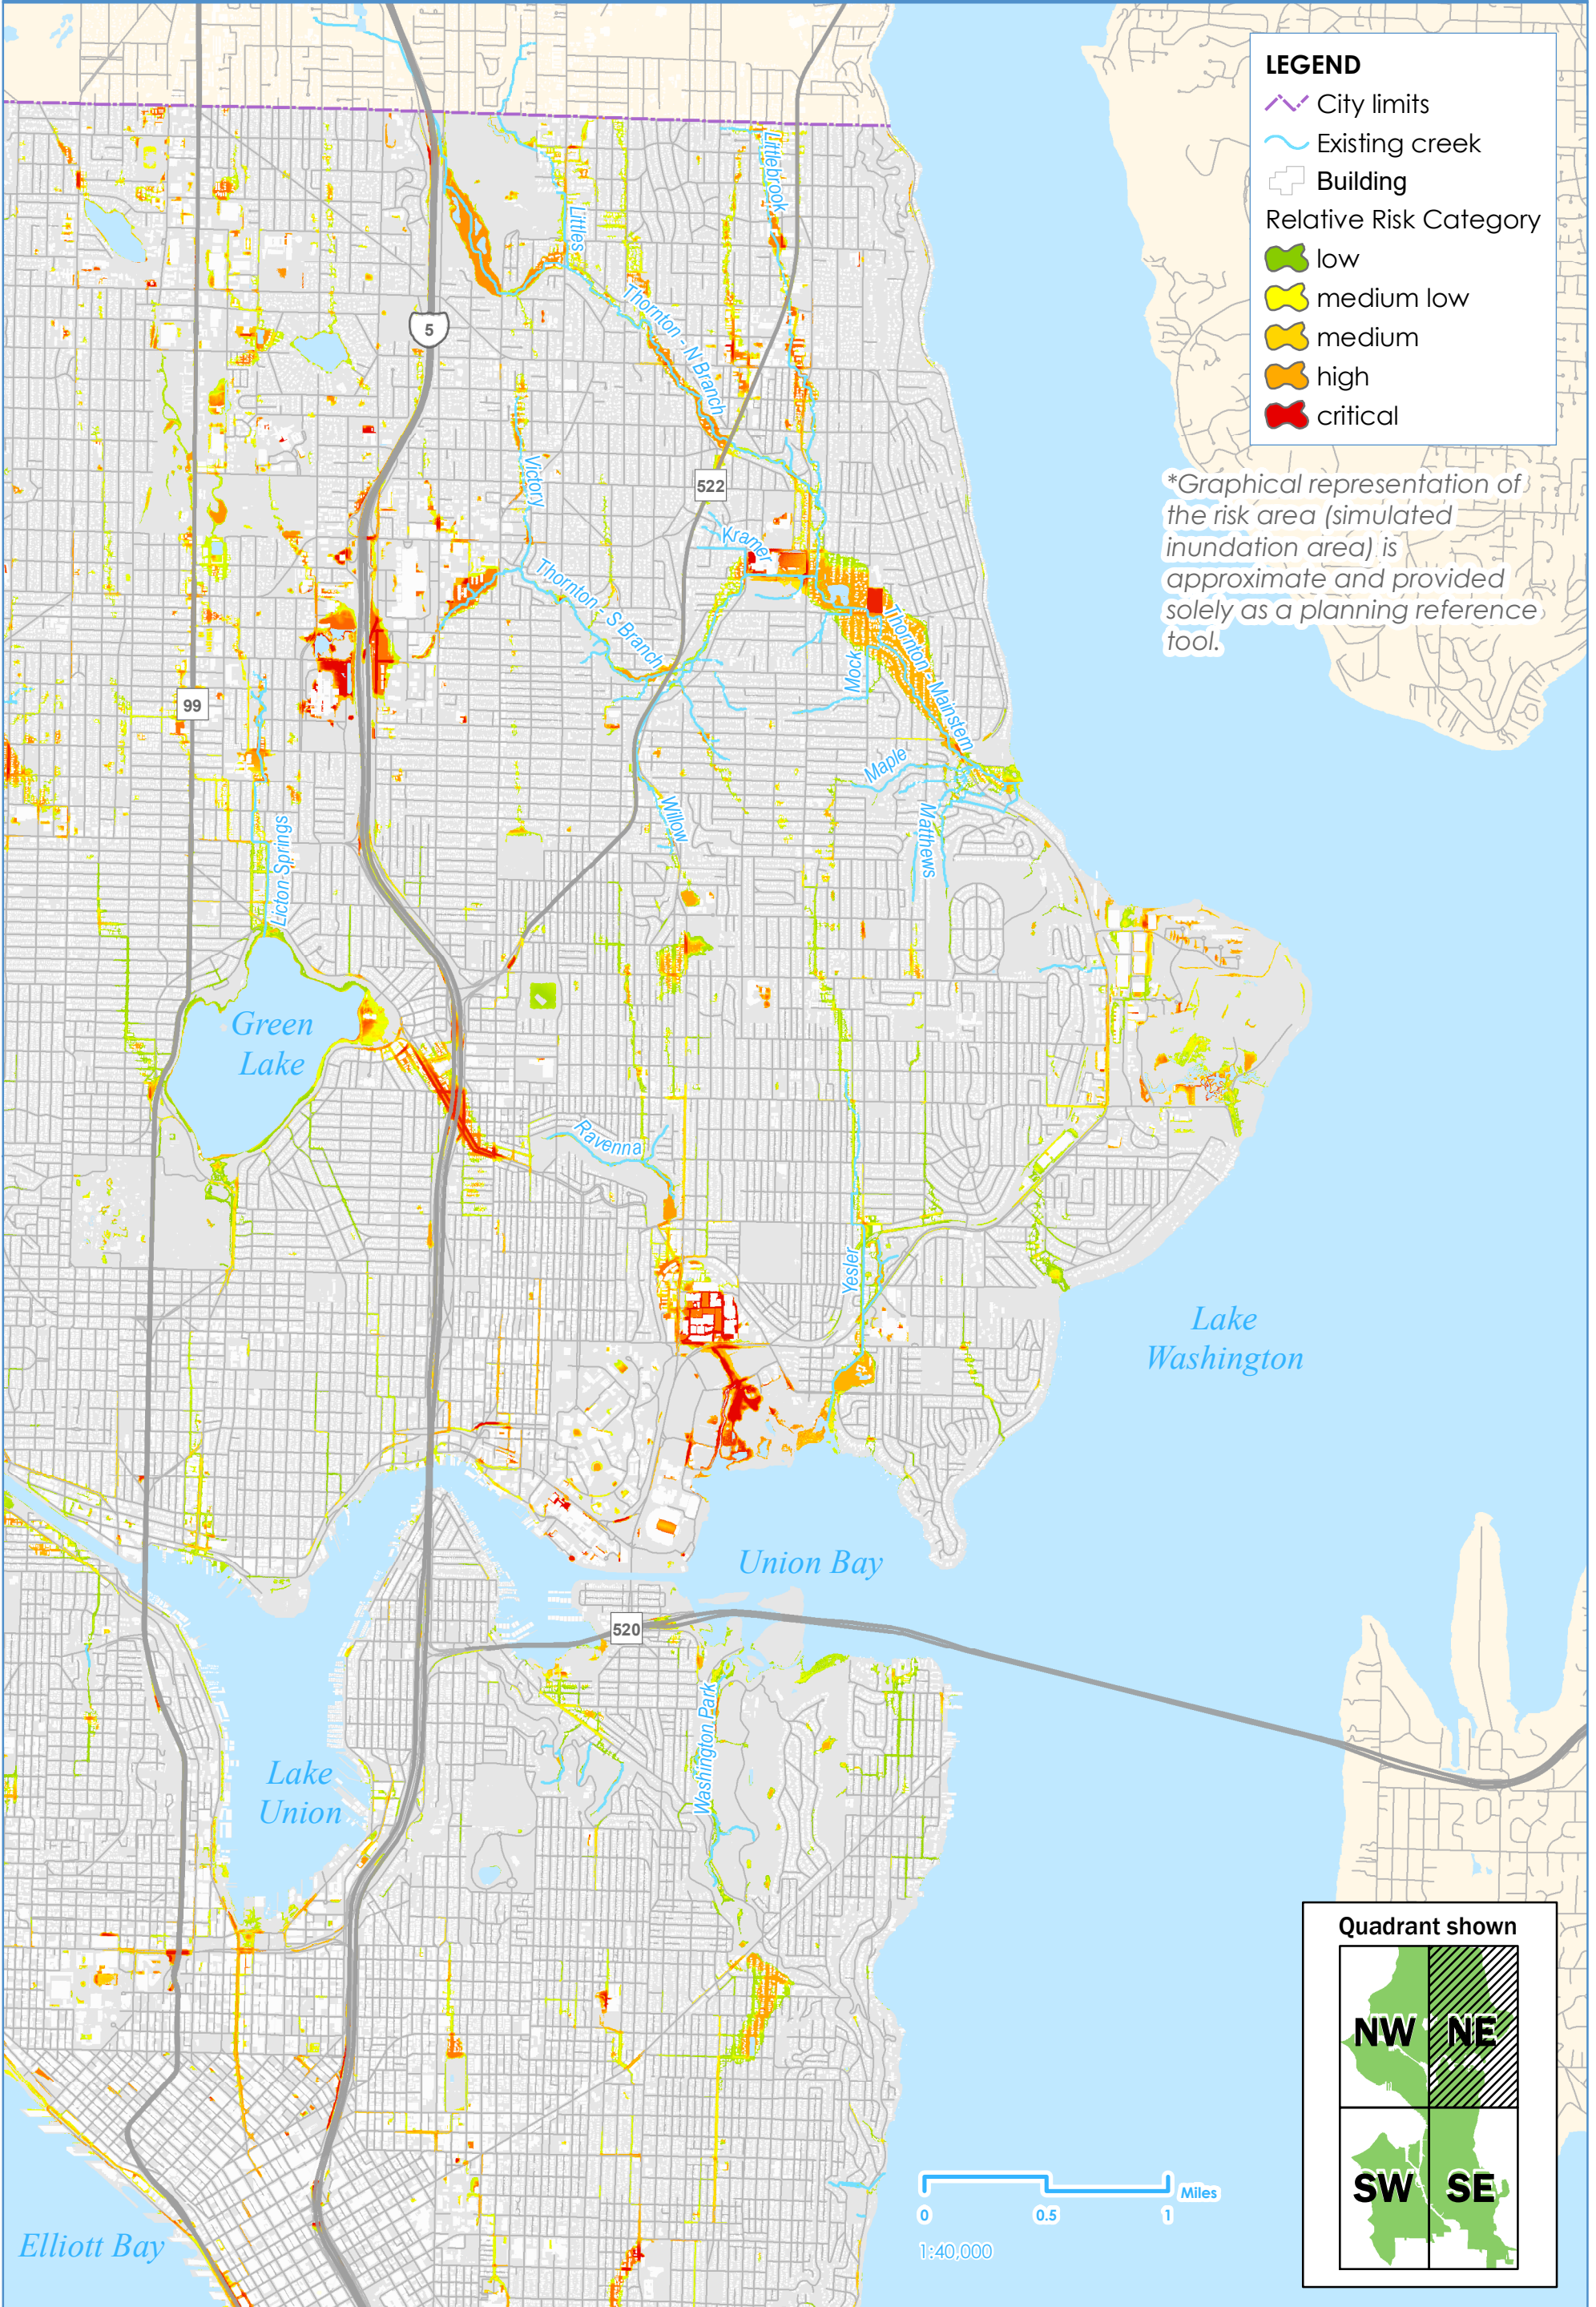 LEGEND
City limits
Existing creek
Building
Relative Risk Category
low
medium low
medium
high
critical
*Graphical representation of
the risk area (simulated
inundation area) is
approximate and provided
solely as a planning reference
tool.
Littlebrook
Littles
5
Thornton - N Branch
Victory
522
Kramer
Thornton - S Branch
Thornton - Mainstem
Mock
99
Maple
Willow
Matthews
Licton Springs
Green
Lake
Ravenna
Yesler
Lake
Washington
Union Bay
520
Washington Park
Lake
Union
Elliott Bay
0
0.5
1
Miles
1:40,000
Quadrant shown
NW
NE
SW
SE